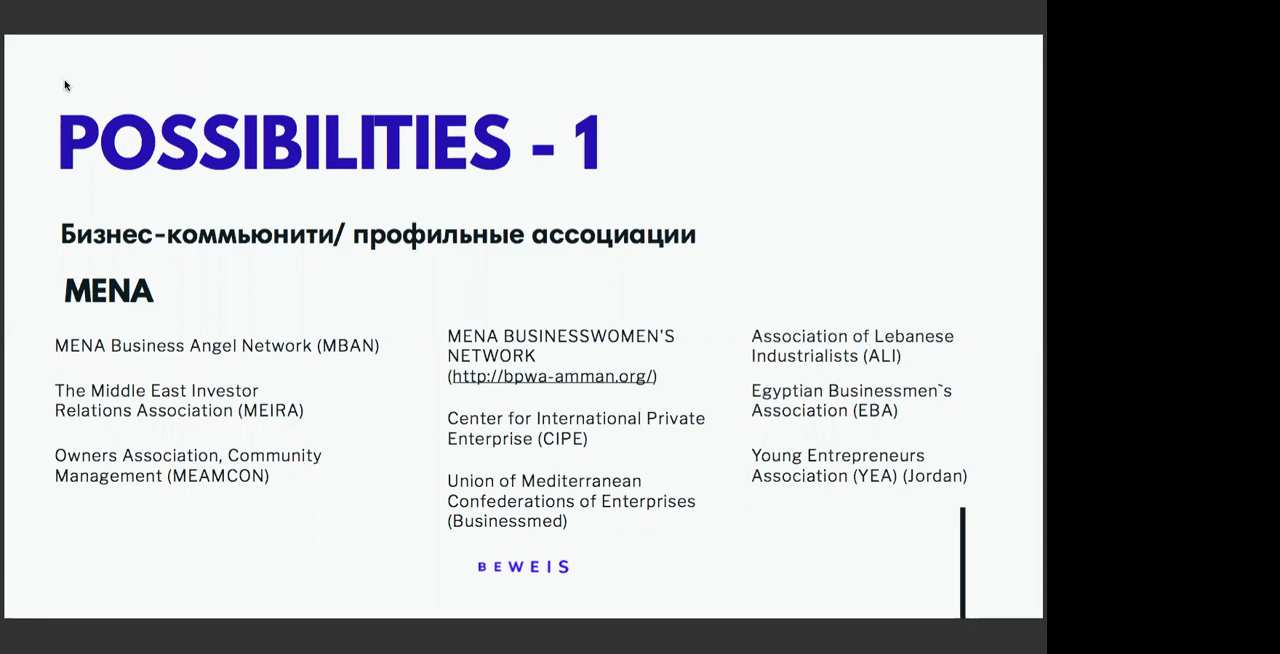 POSSIBILITIES - 1
Бизнес-коммьюнити/ профильные ассоциации
MENA
MENA Business Angel Network (MBAN)
The Middle East Investor
Relations Association (MEIRA)
Owners Association, Community
Management (MEAMCON)
MENA BUSINESSWOMEN'S
NETWORK
(http://bpwa-amman.org/)
Center for International Private
Enterprise (CIPE)
Union of Mediterranean
Confederations of Enterprises
(Businessmed)
Association of Lebanese
Industrialists (ALI)
Egyptian Businessmen`s
Association (EBA)
Young Entrepreneurs
Association (YEA) (Jordan)
BEWEIS